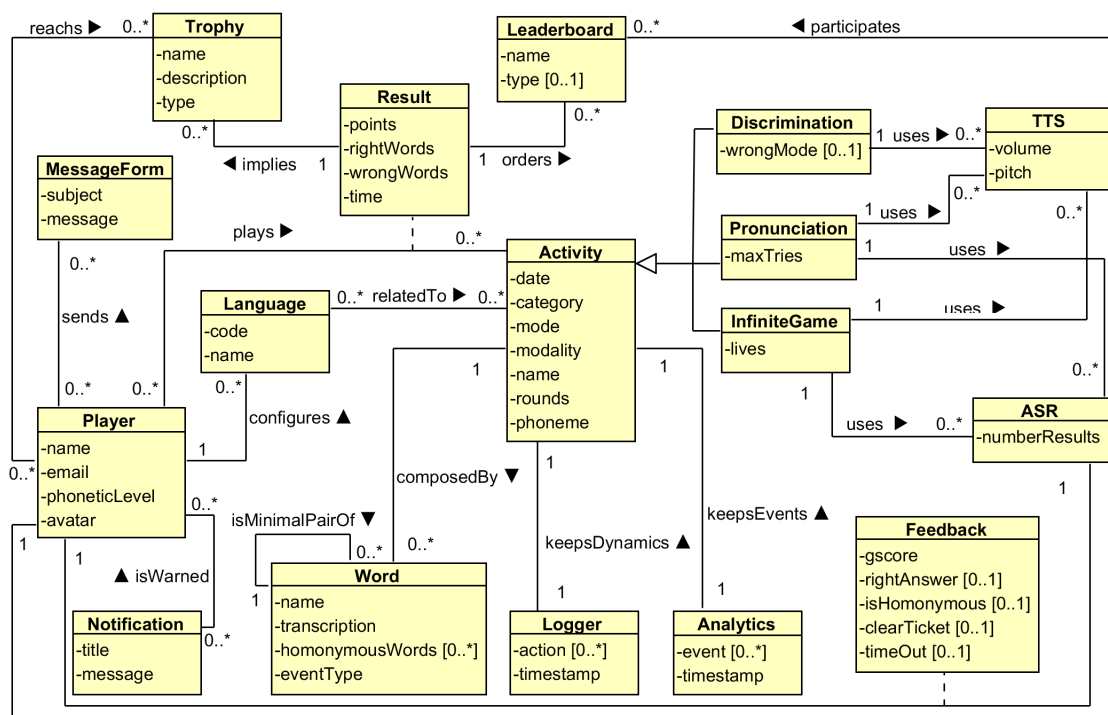 reachs ▶ 0..*
Trophy
-name
-description
-type
0..*
Leaderboard
-name
-type [0..1]
0..*
◀ participates
0..*
Result
-points
-rightWords
-wrongWords
-time
◀ implies 1
1 orders ▶
Discrimination
-wrongMode [0..1]
1 uses ▶ 0..*
TTS
-volume
-pitch
0..*
0..*
MessageForm
-subject
-message
0..*
sends ▲
0..*
plays ▶ 0..*
0..*
Pronunciation
-maxTries
1 uses ▶
1 uses ▶
Activity
-date
-category
-mode
-modality
-name
-rounds
-phoneme
Language
-code
-name
0..* relatedTo ▶ 0..*
0..*
configures ▲
1
InfiniteGame
-lives
1 uses ▶
1
uses ▶ 0..*
0..*
ASR
-numberResults
1
Player
-name
-email
-phoneticLevel
-avatar
0..*
0..*
1
1
▲ isWarned
0..*
Notification
-title
-message
1
composedBy ▼
0..*
isMinimalPairOf ▼
0..*
1
Word
-name
-transcription
-homonymousWords [0..*]
-eventType
1
keepsDynamics ▲
1
Logger
-action [0..*]
-timestamp
1
keepsEvents ▲
1
Analytics
-event [0..*]
-timestamp
Feedback
-gscore
-rightAnswer [0..1]
-isHomonymous [0..1]
-clearTicket [0..1]
-timeOut [0..1]